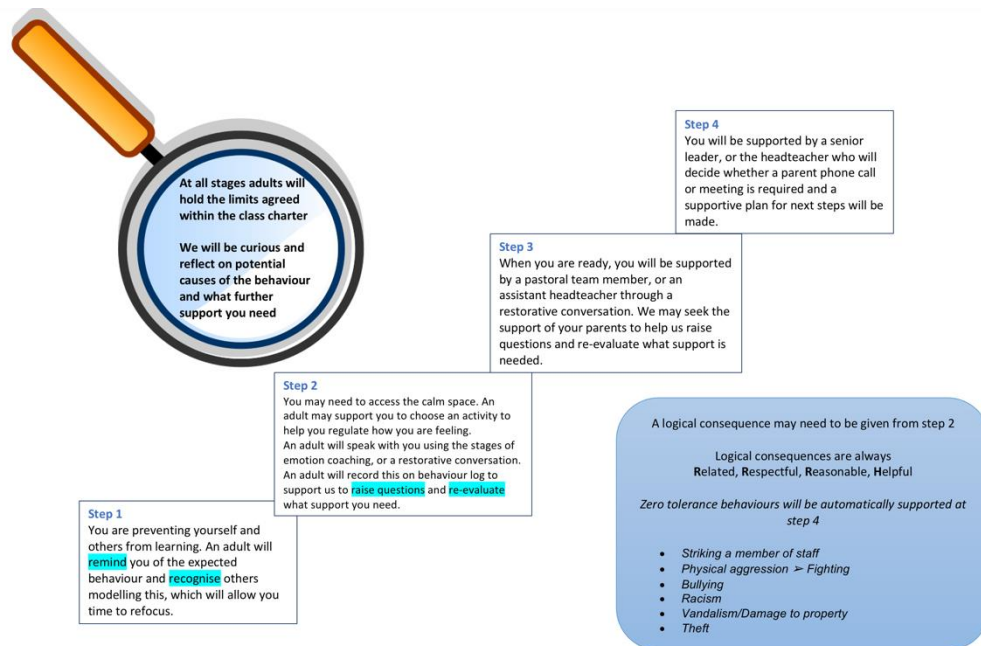 At all stages adults will
hold the limits agreed
within the class charter
We will be curious and
reflect on potential
causes of the behaviour
and what further
support you need
Step 1
You are preventing yourself and
others from learning. An adult will
remind you of the expected
behaviour and recognise others
modelling this, which will allow you
time to refocus.
Step 2
You may need to access the calm space. An
adult may support you to choose an activity to
help you regulate how you are feeling.
An adult will speak with you using the stages of
emotion coaching, or a restorative conversation.
An adult will record this on behaviour log to
support us to raise questions and re-evaluate
what support you need.
Step 3
When you are ready, you will be supported
by a pastoral team member, or an
assistant headteacher through a
restorative conversation. We may seek the
support of your parents to help us raise
questions and re-evaluate what support is
needed.
Step 4
You will be supported by a senior
leader, or the headteacher who will
decide whether a parent phone call
or meeting is required and a
supportive plan for next steps will be
made.
A logical consequence may need to be given from step 2
Logical consequences are always
Related, Respectful, Reasonable, Helpful
Zero tolerance behaviours will be automatically supported at
step 4
• Striking a member of staff
• Physical aggression ➢ Fighting
• Bullying
• Racism
• Vandalism/Damage to property
• Theft